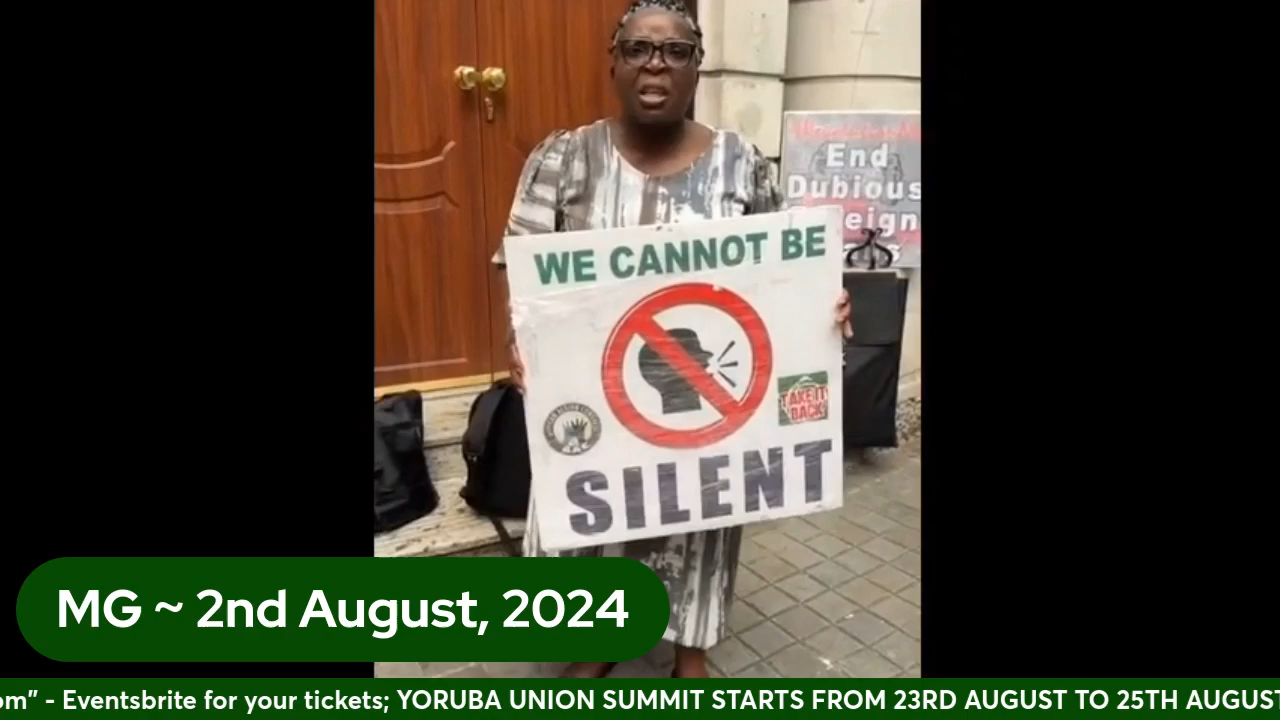 End
Dubious
WE CANNOT BE
TAKE IT
BACK
SILENT
MG ~ 2nd August, 2024
om” - Eventsbrite for your tickets; YORUBA UNION SUMMIT STARTS FROM 23RD AUGUST TO 25TH AUGUST